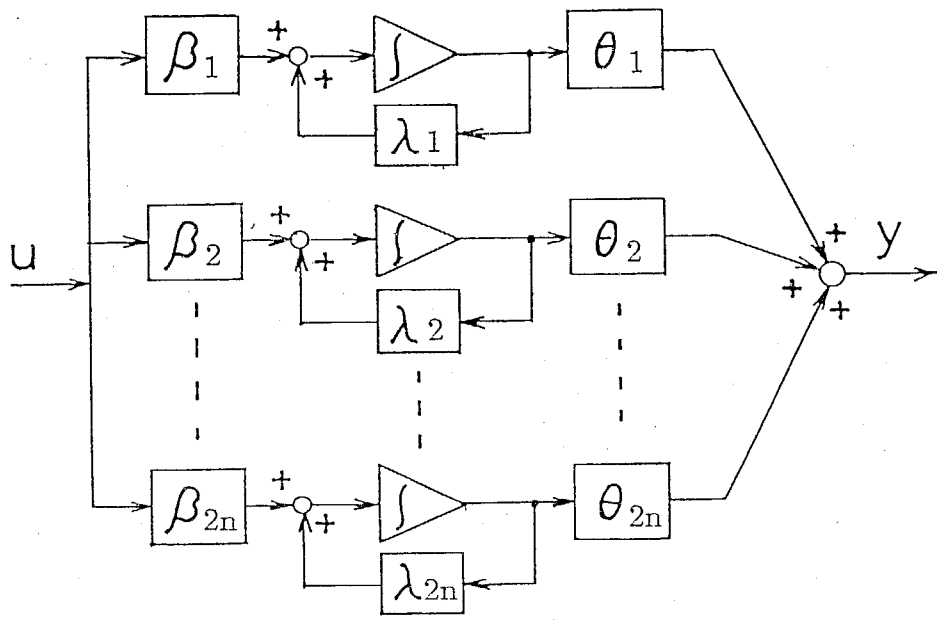 + +
β1 ∫ θ1
λ1
+ +
β2 ∫ θ2
λ2
u + + + y
+ +
β2n ∫ θ2n
λ2n